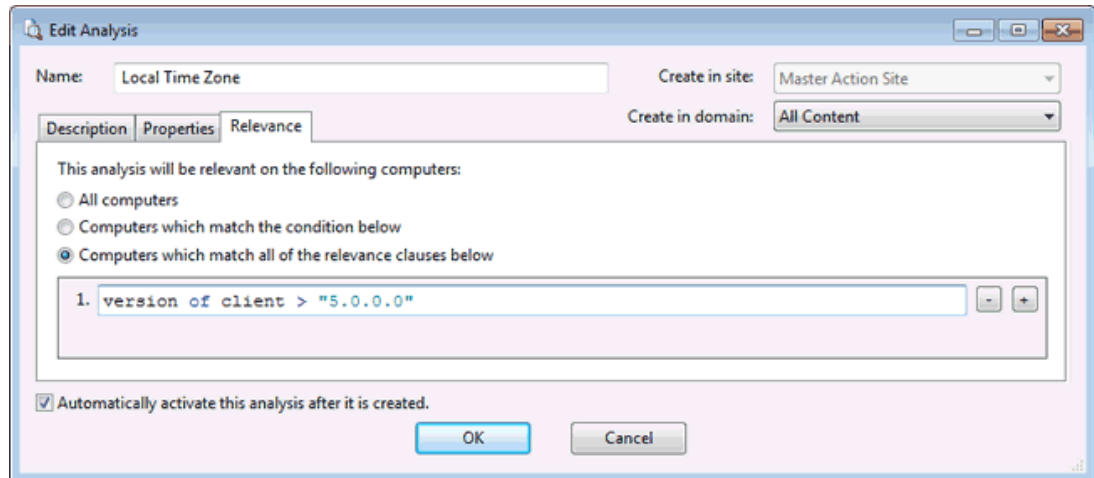 Edit Analysis
Name: Local Time Zone Create in site: Master Action Site
Create in domain: All Content
Description Properties Relevance
This analysis will be relevant on the following computers:
All computers
Computers which match the condition below
Computers which match all of the relevance clauses below
1. version of client > "5.0.0.0" - +
Automatically activate this analysis after it is created.
OK Cancel